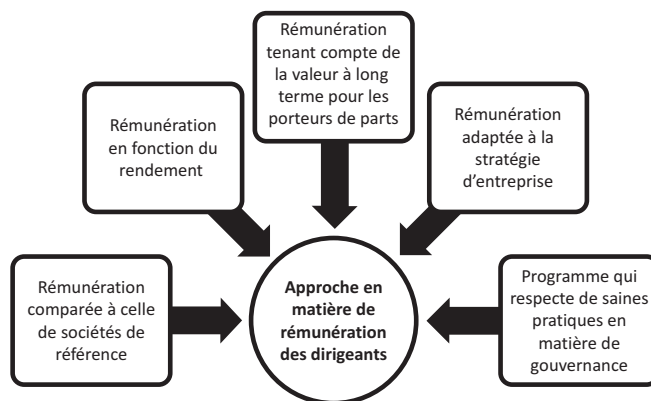 Rémunération
tenant compte de
la valeur à long
terme pour les
porteurs de parts
Rémunération
en fonction du
rendement
Rémunération
adaptée à la
stratégie
d'entreprise
Rémunération
comparée à celle
de sociétés de
référence
Approche en
matière de
rémunération
des dirigeants
Programme qui
respecte de saines
pratiques en
matière de
gouvernance